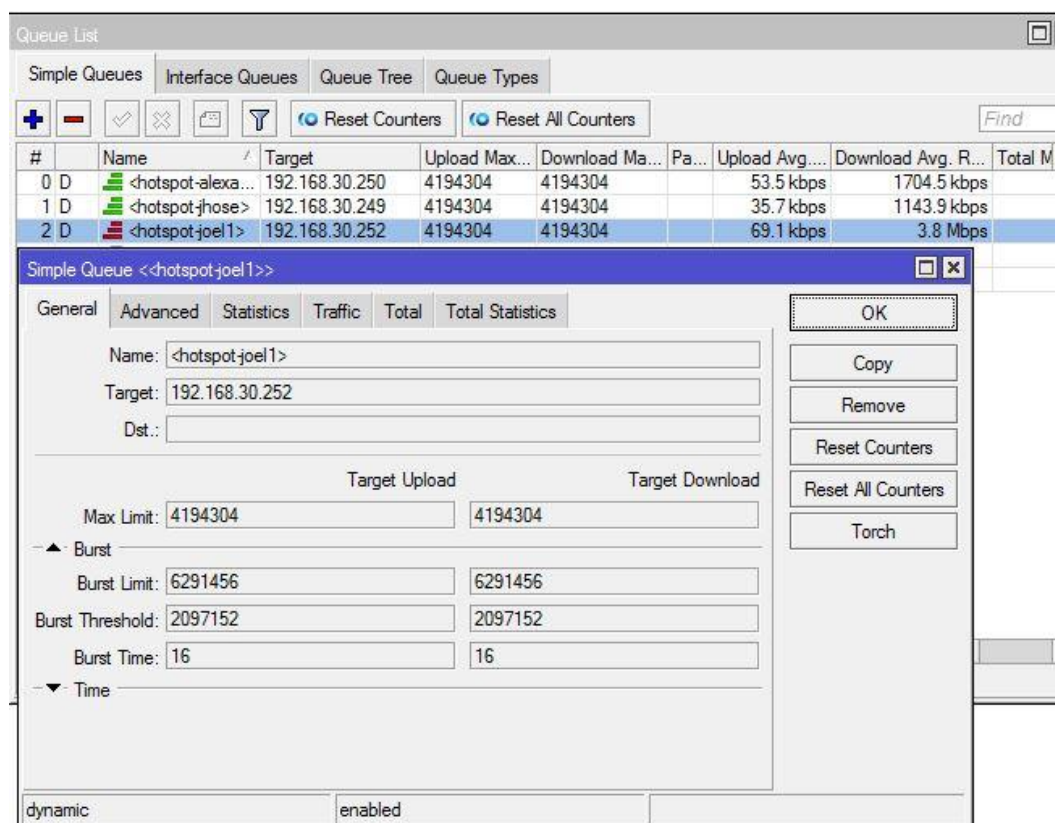 Queue List
Simple Queues Interface Queues Queue Tree Queue Types
Reset Counters Reset All Counters Find
# Name Target Upload Max... Download Ma... Pa... Upload Avg.... Download Avg. R... Total M
0 D <hotspot-alexa... 192.168.30.250 4194304 4194304 53.5 kbps 1704.5 kbps
1 D <hotspot-jhose> 192.168.30.249 4194304 4194304 35.7 kbps 1143.9 kbps
2 D <hotspot-joel1> 192.168.30.252 4194304 4194304 69.1 kbps 3.8 Mbps
Simple Queue <<hotspot-joel1>>
General Advanced Statistics Traffic Total Total Statistics
OK
Name: <hotspot-joel1>
Copy
Target: 192.168.30.252
Remove
Dst.:
Reset Counters
Target Upload Target Download
Reset All Counters
Max Limit: 4194304 4194304
Torch
Burst
Burst Limit: 6291456 6291456
Burst Threshold: 2097152 2097152
Burst Time: 16 16
Time
dynamic enabled